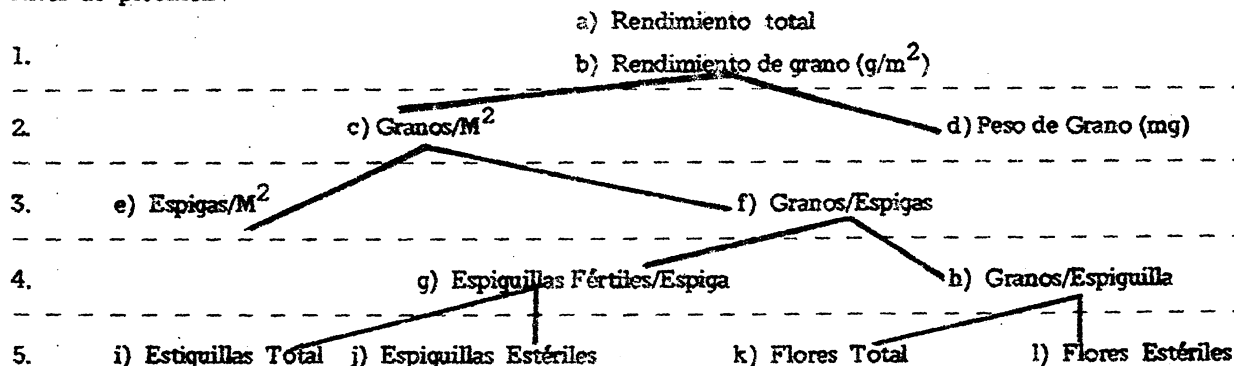 a) Rendimiento total
1. b) Rendimiento de grano (g/m²)
2. c) Granos/M² d) Peso de Grano (mg)
3. e) Espigas/M² f) Granos/Espigas
4. g) Espiguillas Fértiles/Espiga h) Granos/Espiguilla
5. i) Estiquillas Total j) Espiguillas Estériles k) Flores Total l) Flores Estériles